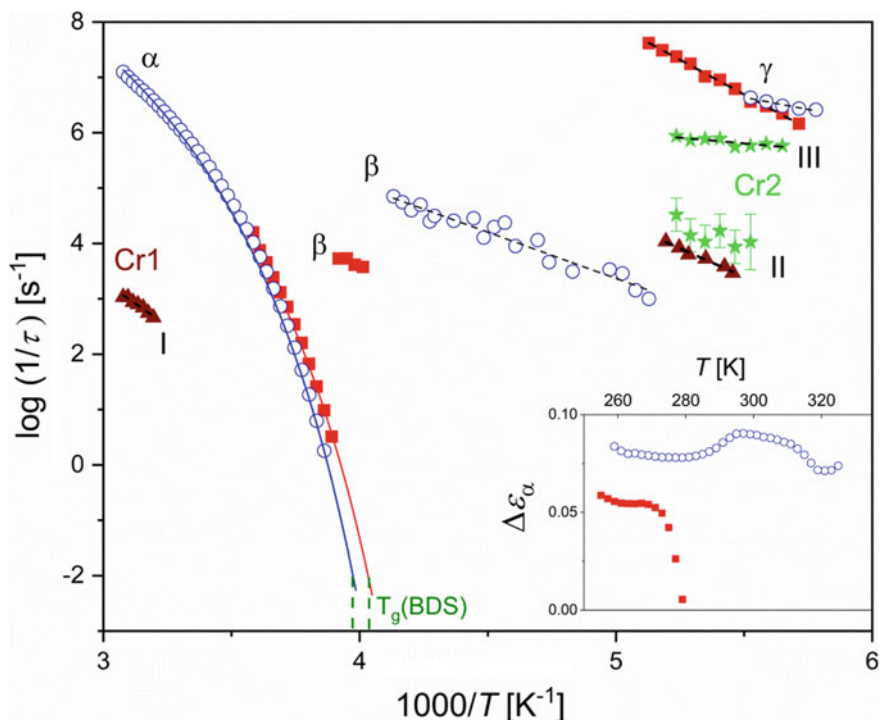 8
6
4
2
0
-2
log (1/τ) [s⁻¹]
α
β
β
γ
III
Cr2
II
Cr1
I
T [K]
260 280 300 320
0.10
0.05
0.00
Δεα
Tg(BDS)
3 4 5 6
1000/T [K⁻¹]